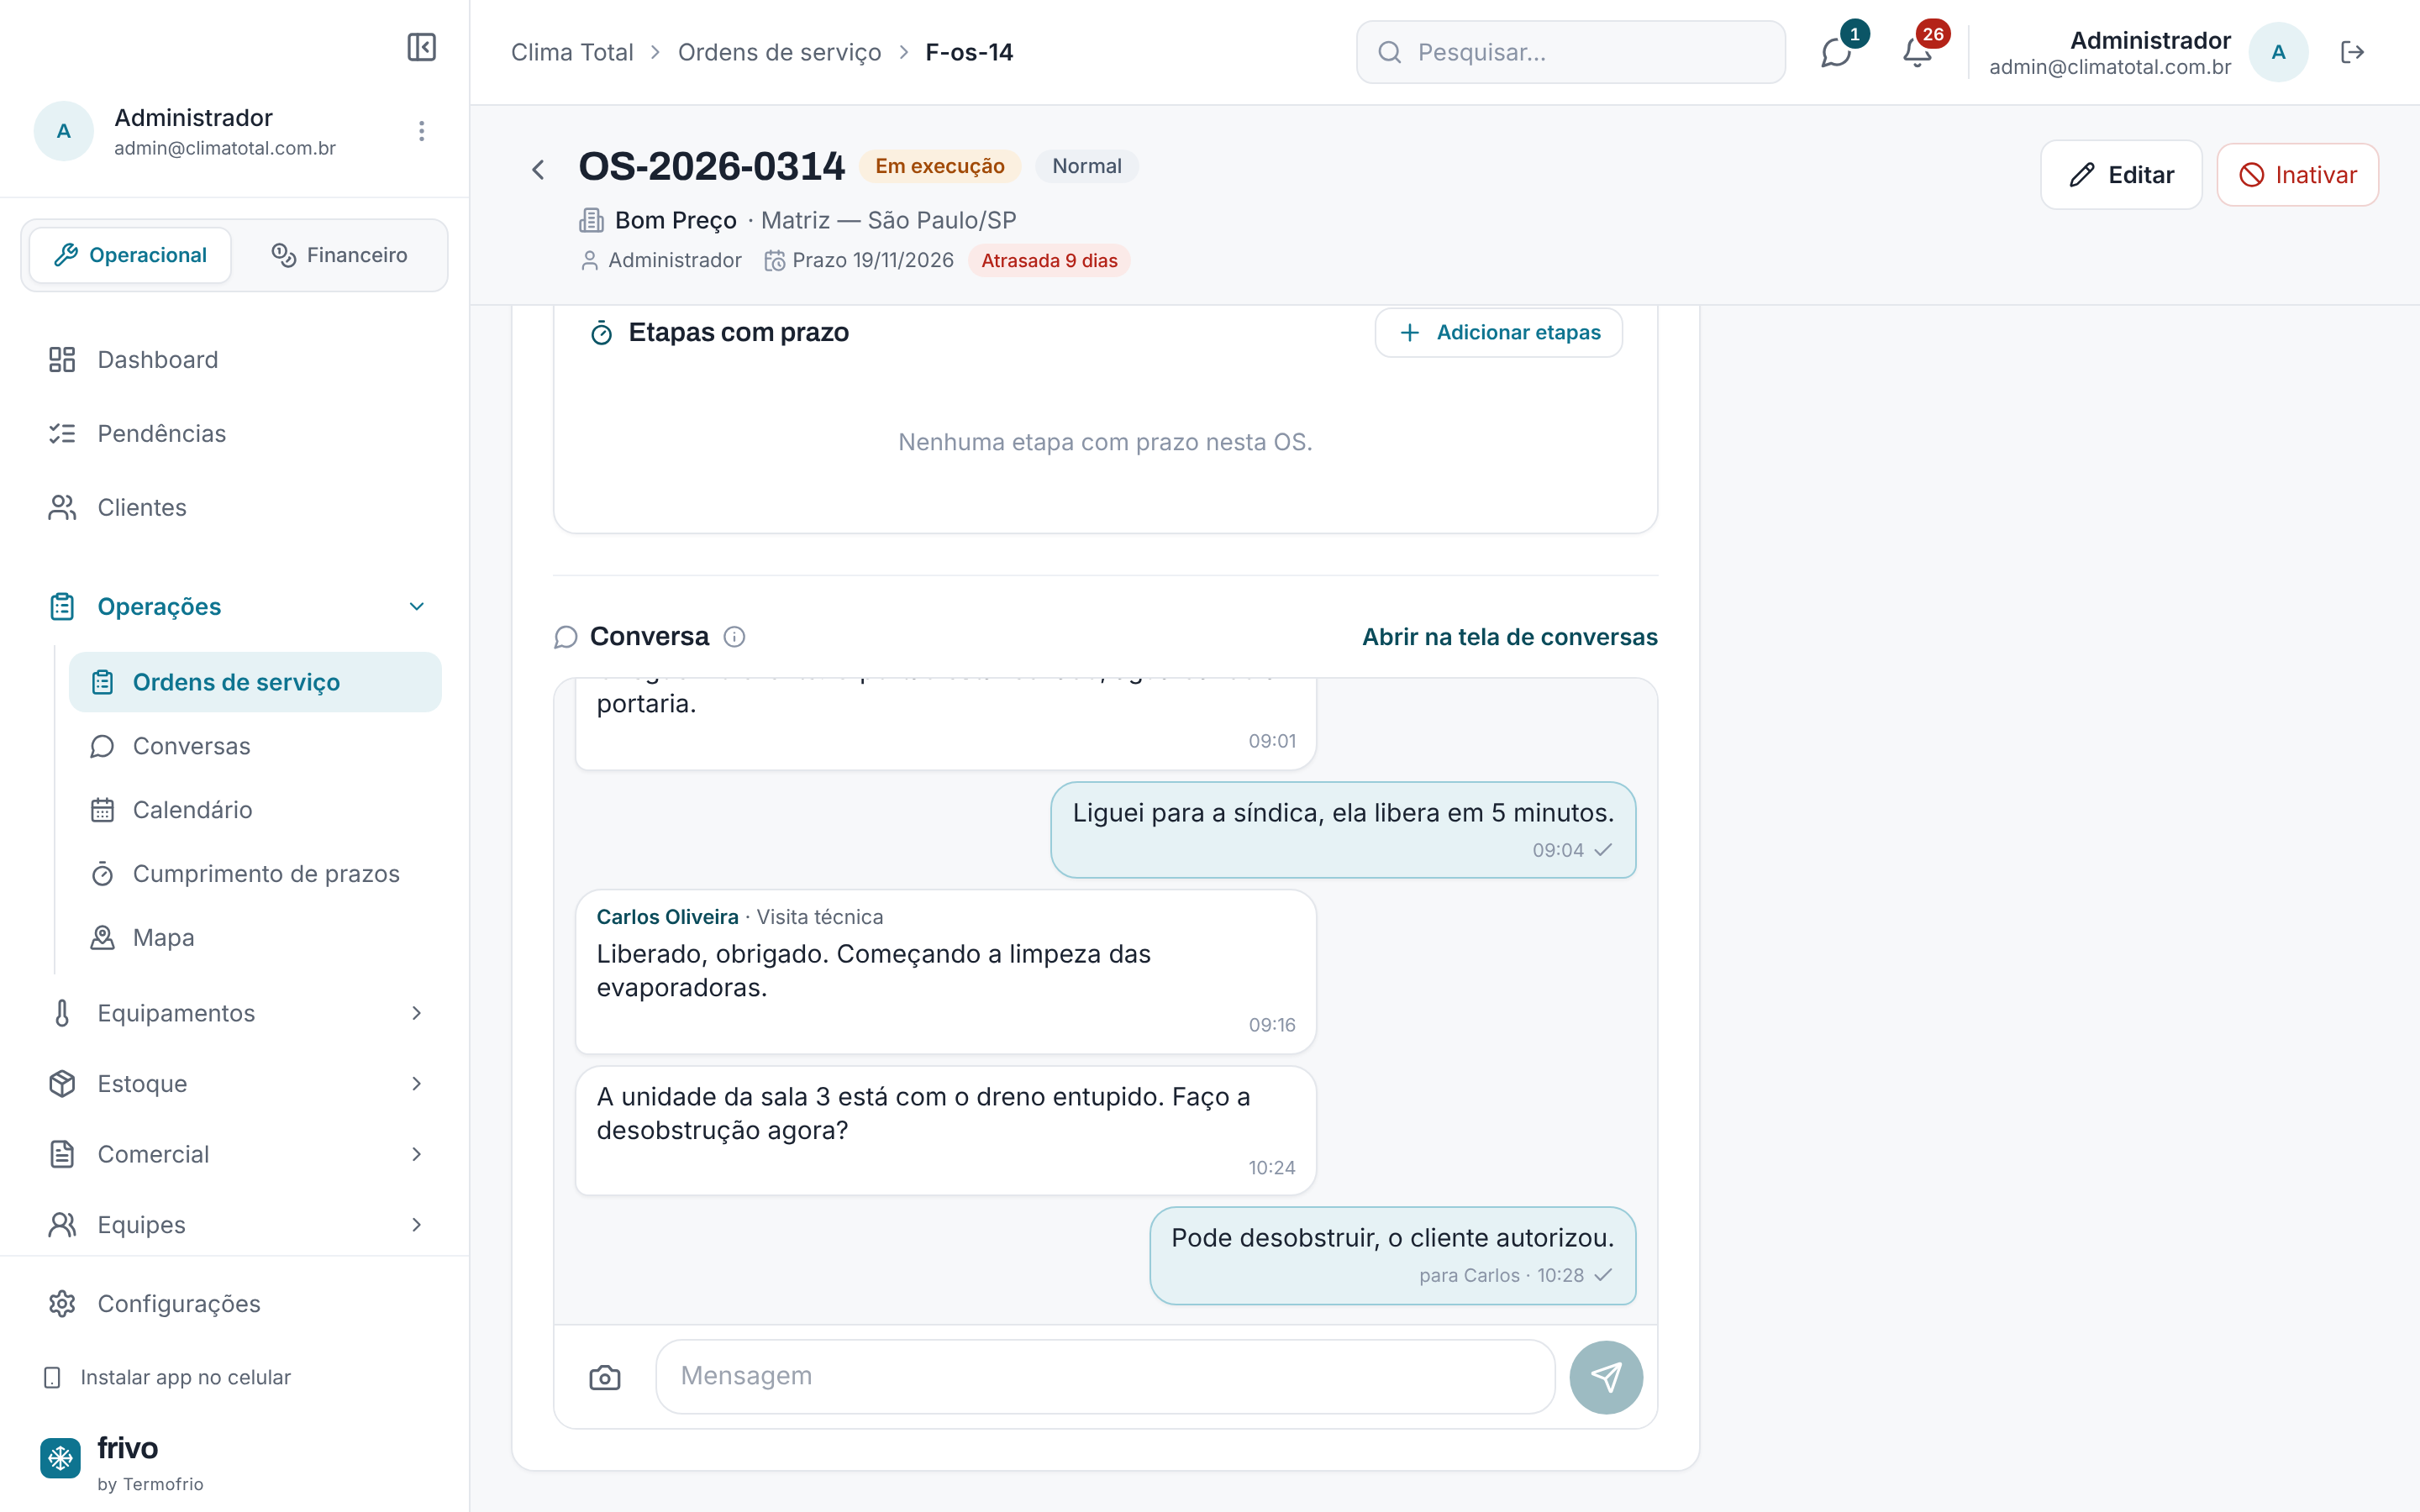 Clima Total
Ordens de serviço
F-os-14
Pesquisar...
1
26
Administrador
admin@climatotal.com.br
A
A
Administrador
admin@climatotal.com.br
Operacional
Financeiro
Dashboard
Pendências
Clientes
Operações
Ordens de serviço
Conversas
Calendário
Cumprimento de prazos
Mapa
Equipamentos
Estoque
Comercial
Equipes
Configurações
Instalar app no celular
frivo
by Termofrio
OS-2026-0314
Em execução
Normal
Editar
Inativar
Bom Preço · Matriz — São Paulo/SP
Administrador
Prazo 19/11/2026
Atrasada 9 dias
Etapas com prazo
Adicionar etapas
Nenhuma etapa com prazo nesta OS.
Conversa
Abrir na tela de conversas
portaria.
09:01
Liguei para a síndica, ela libera em 5 minutos.
09:04
Carlos Oliveira · Visita técnica
Liberado, obrigado. Começando a limpeza das
evaporadoras.
09:16
A unidade da sala 3 está com o dreno entupido. Faço a
desobstrução agora?
10:24
Pode desobstruir, o cliente autorizou.
para Carlos · 10:28
Mensagem